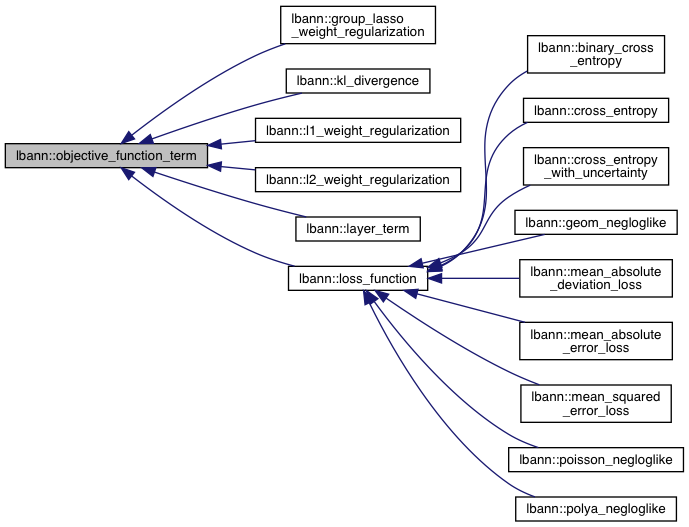 lbann::objective_function_term
lbann::group_lasso
_weight_regularization
lbann::kl_divergence
lbann::l1_weight_regularization
lbann::l2_weight_regularization
lbann::layer_term
lbann::loss_function
lbann::binary_cross
_entropy
lbann::cross_entropy
lbann::cross_entropy
_with_uncertainty
lbann::geom_negloglike
lbann::mean_absolute
_deviation_loss
lbann::mean_absolute
_error_loss
lbann::mean_squared
_error_loss
lbann::poisson_negloglike
lbann::polya_negloglike